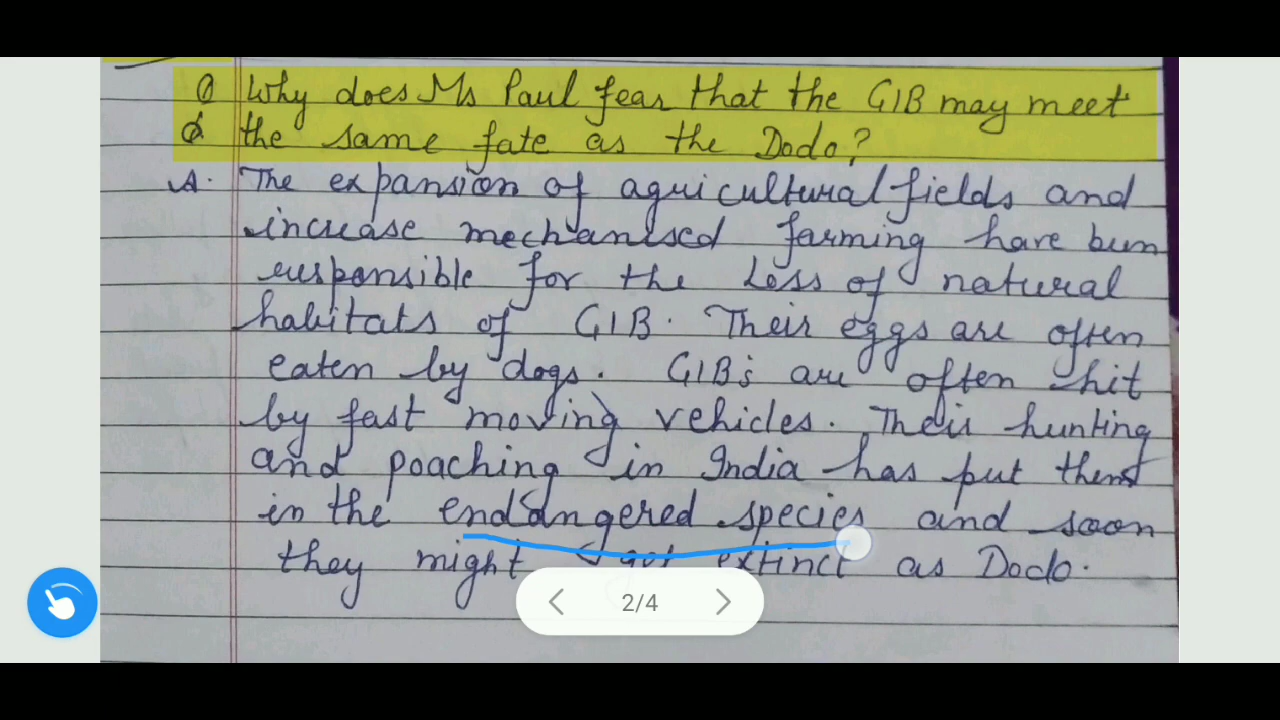 Q Why does Ms Paul fear that the GIB may meet
the same fate as the Dodo?
A. The expansion of agricultural fields and
increase mechanised farming have been
responsible for the loss of natural
habitats of GIB. Their eggs are often
eaten by dogs. GIB's are often hit
by fast moving vehicles. Their hunting
and poaching in India has put them
in the endangered species and soon
they might get extinct as Dodo.
2/4